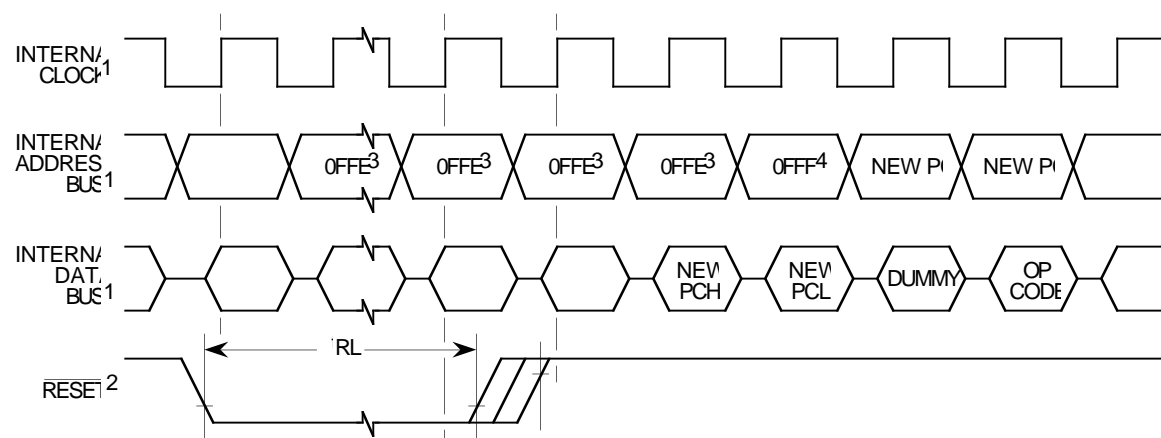 INTERNA
CLOCK1
INTERNA
ADDRES
BUS1
0FFE3 0FFE3 0FFE3 0FFE3 0FFF4 NEW P( NEW P(
INTERNA
DAT.
BUS1
NEW
PCH
NEW
PCL
DUMMY
OP
CODE
RL
RESET2